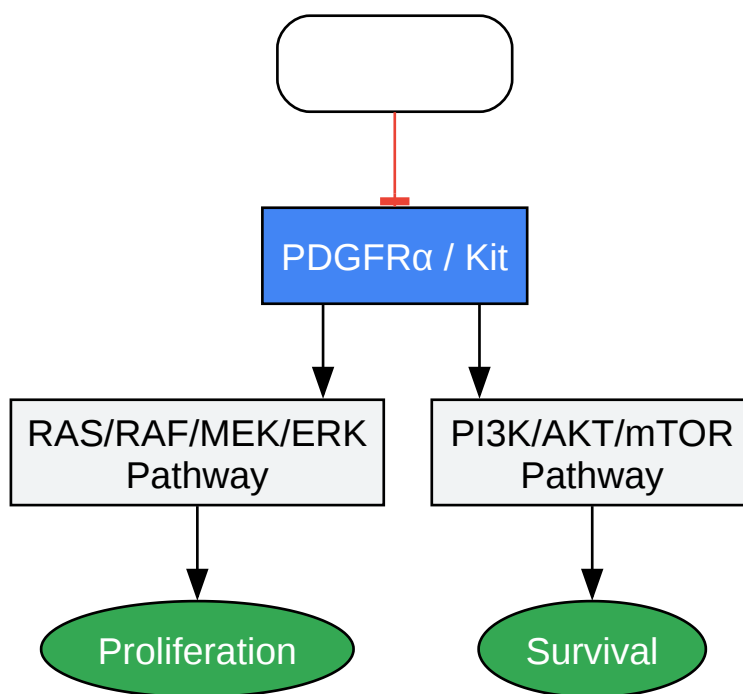 PDGFRα / Kit
RAS/RAF/MEK/ERK
Pathway
PI3K/AKT/mTOR
Pathway
Proliferation
Survival